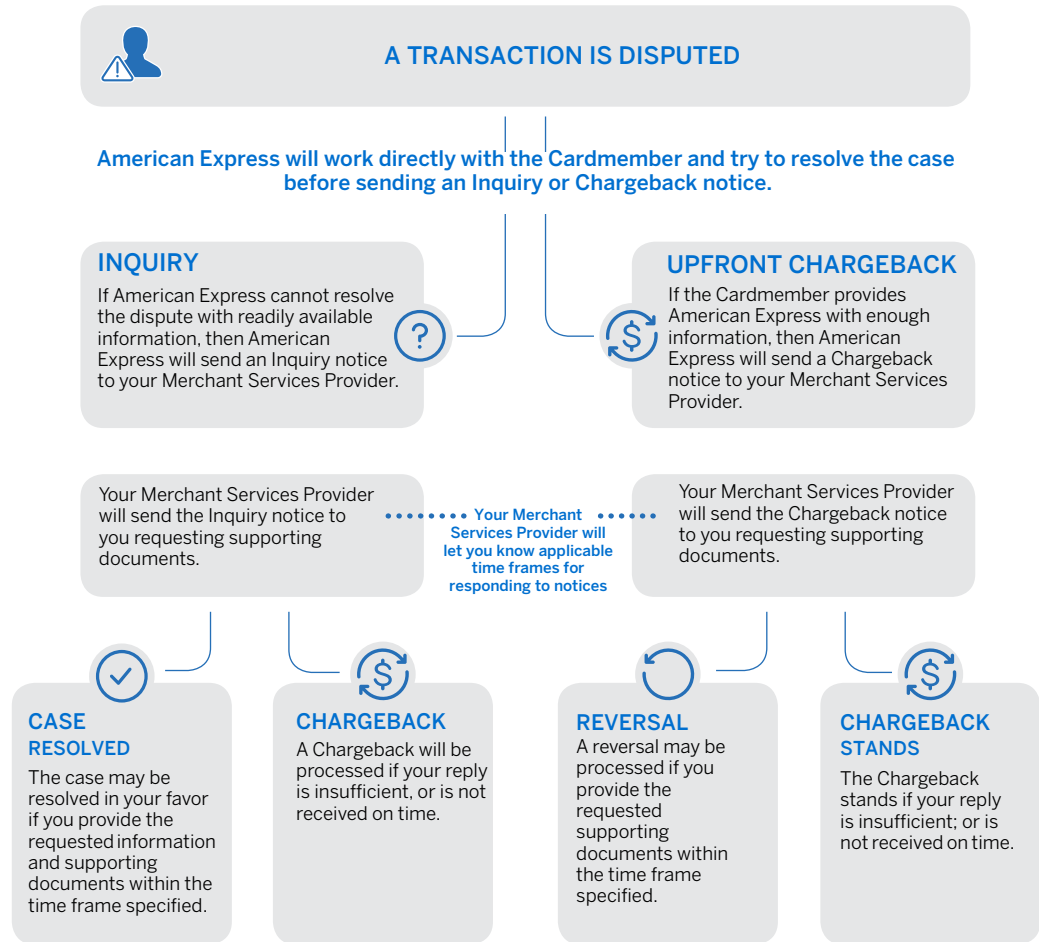 A TRANSACTION IS DISPUTED
American Express will work directly with the Cardmember and try to resolve the case
before sending an Inquiry or Chargeback notice.
INQUIRY
If American Express cannot resolve
the dispute with readily available
information, then American
Express will send an Inquiry notice
to your Merchant Services Provider.
?
UPFRONT CHARGEBACK
If the Cardmember provides
American Express with enough
information, then American
Express will send a Chargeback
notice to your Merchant Services
Provider.
$
Your Merchant Services Provider
will send the Inquiry notice to
you requesting supporting
documents.
Your Merchant
Services Provider will
let you know applicable
time frames for
responding to notices
Your Merchant Services Provider
will send the Chargeback notice
to you requesting supporting
documents.
CASE
RESOLVED
The case may be
resolved in your favor
if you provide the
requested information
and supporting
documents within the
time frame specified.
$
CHARGEBACK
A Chargeback will be
processed if your reply
is insufficient, or is not
received on time.
REVERSAL
A reversal may be
processed if you
provide the
requested
supporting
documents within
the time frame
specified.
$
CHARGEBACK
STANDS
The Chargeback
stands if your reply
is insufficient; or is
not received on time.